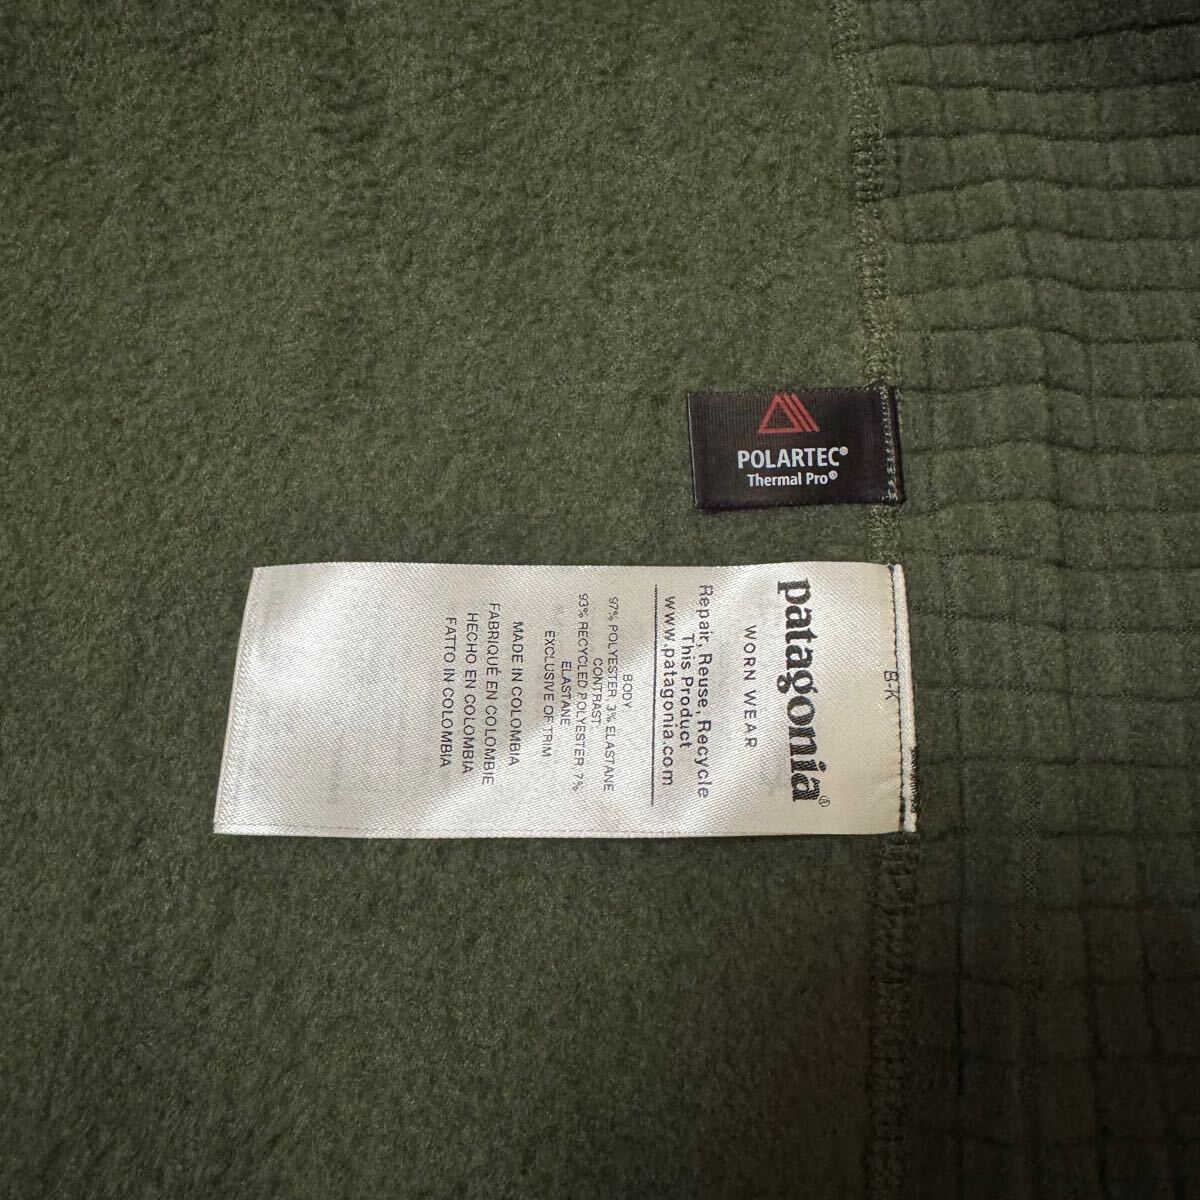 POLARTEC®
Thermal Pro®
B-K
patagonia®
WORN WEAR
Repair, Reuse, Recycle
This Product
www.patagonia.com
BODY
97% POLYESTER, 3% ELASTANE
CONTRAST
93% RECYCLED POLYESTER, 7%
ELASTANE
EXCLUSIVE OF TRIM
MADE IN COLOMBIA
FABRIQUÉ EN COLOMBIE
HECHO EN COLOMBIA
FATTO IN COLOMBIA